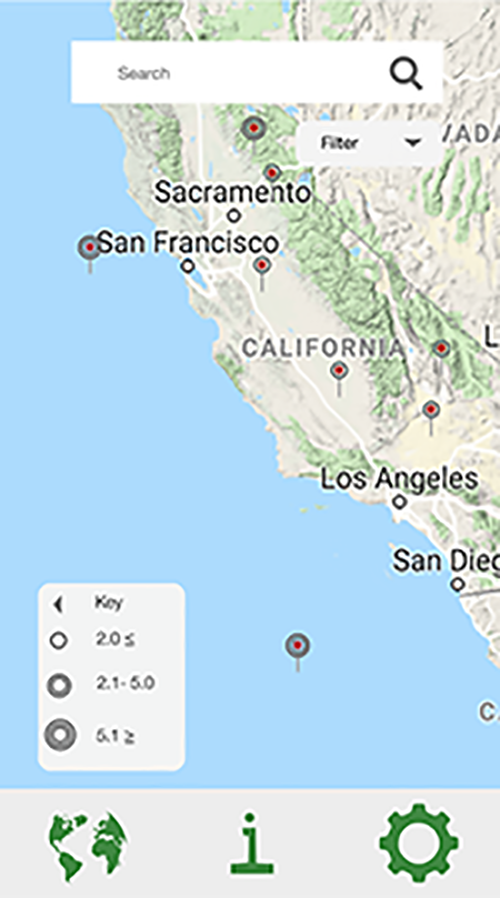 Search
Filter
VADA
Sacramento
San Francisco
CALIFORNIA
L
Los Angeles
San Dieg
Key
2.0 ≤
2.1- 5.0
5.1 ≥
C